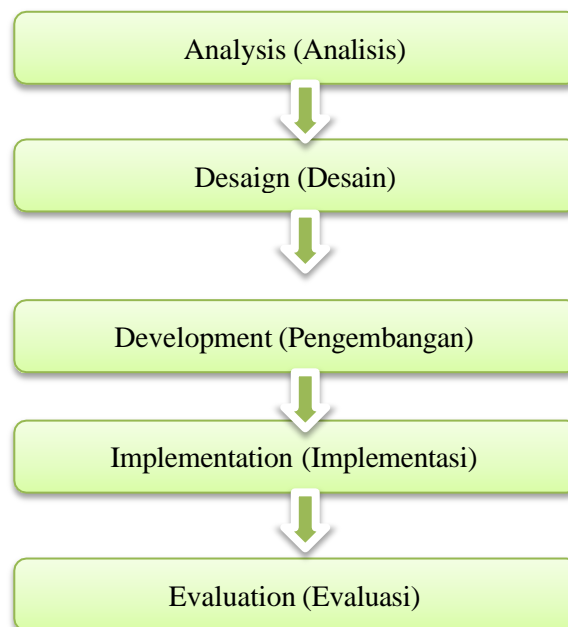 Analysis (Analisis)
Desaign (Desain)
Development (Pengembangan)
Implementation (Implementasi)
Evaluation (Evaluasi)